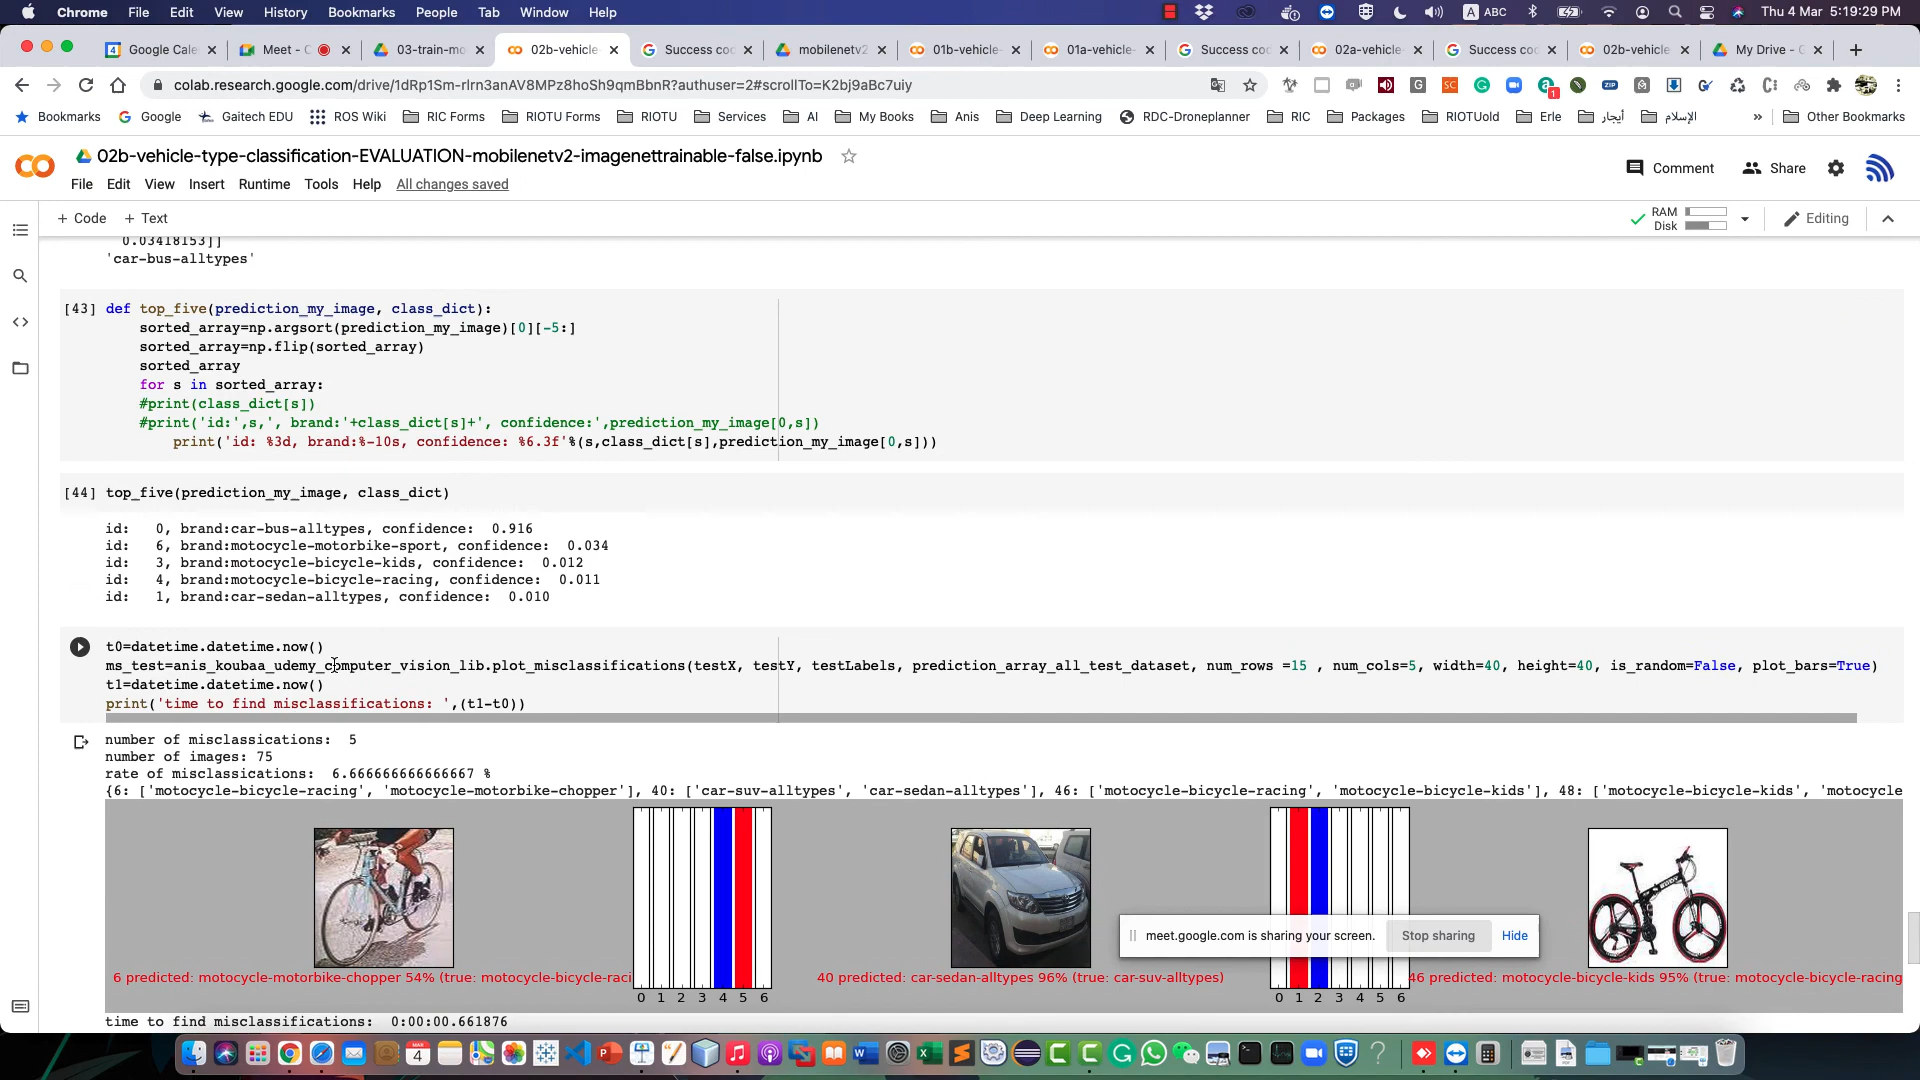 Chrome File Edit View History Bookmarks People Tab Window Help ABC Thu 4 Mar 5:19:29 PM
Google Cale Meet - C 03-train-mo 02b-vehicle Success co mobilenetv2 01b-vehicle- 01a-vehicle- Success co 02a-vehicle- Success co 02b-vehicle My Drive - G
colab.research.google.com/drive/1dRp1Sm-rlrn3anAV8MPz8hoSh9qmBbnR?authuser=2#scrollTo=K2bj9aBc7uiy
Bookmarks Google Gaitech EDU ROS Wiki RIC Forms RIOTU Forms RIOTU Services AI My Books Anis Deep Learning RDC-Droneplanner RIC Packages RIOTUold Erle أيجار الإسلام » Other Bookmarks
02b-vehicle-type-classification-EVALUATION-mobilenetv2-imagenettrainable-false.ipynb
Comment Share
File Edit View Insert Runtime Tools Help All changes saved
+ Code + Text RAM Disk Editing
0.03418153]]
'car-bus-alltypes'
[43] def top_five(prediction_my_image, class_dict):
sorted_array=np.argsort(prediction_my_image)[0][-5:]
sorted_array=np.flip(sorted_array)
sorted_array
for s in sorted_array:
#print(class_dict[s])
#print('id:',s,', brand:'+class_dict[s]+', confidence:',prediction_my_image[0,s])
print('id: %3d, brand:%-10s, confidence: %6.3f'%(s,class_dict[s],prediction_my_image[0,s]))
[44] top_five(prediction_my_image, class_dict)
id: 0, brand:car-bus-alltypes, confidence: 0.916
id: 6, brand:motocycle-motorbike-sport, confidence: 0.034
id: 3, brand:motocycle-bicycle-kids, confidence: 0.012
id: 4, brand:motocycle-bicycle-racing, confidence: 0.011
id: 1, brand:car-sedan-alltypes, confidence: 0.010
t0=datetime.datetime.now()
ms_test=anis_koubaa_udemy_computer_vision_lib.plot_misclassifications(testX, testY, testLabels, prediction_array_all_test_dataset, num_rows =15 , num_cols=5, width=40, height=40, is_random=False, plot_bars=True)
t1=datetime.datetime.now()
print('time to find misclassifications: ',(t1-t0))
number of misclassications: 5
number of images: 75
rate of misclassications: 6.666666666666667 %
{6: ['motocycle-bicycle-racing', 'motocycle-motorbike-chopper'], 40: ['car-suv-alltypes', 'car-sedan-alltypes'], 46: ['motocycle-bicycle-racing', 'motocycle-bicycle-kids'], 48: ['motocycle-bicycle-kids', 'motocycle
meet.google.com is sharing your screen. Stop sharing Hide
6 predicted: motocycle-motorbike-chopper 54% (true: motocycle-bicycle-raci 40 predicted: car-sedan-alltypes 96% (true: car-suv-alltypes) 46 predicted: motocycle-bicycle-kids 95% (true: motocycle-bicycle-racing
0 1 2 3 4 5 6 0 1 2 3 4 5 6
time to find misclassifications: 0:00:00.661876